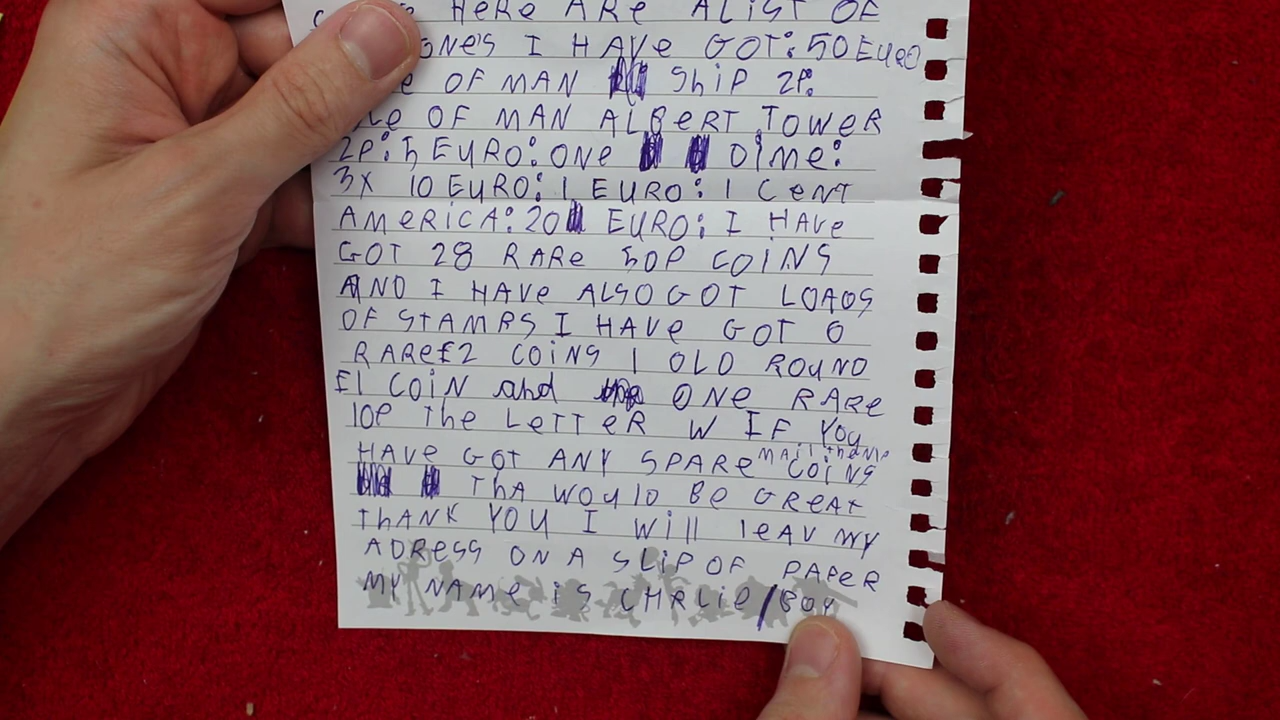 HERE ARE A LIST OF
ONE'S I HAVE GOT: 50 EURO
OF MAN ShiP 2P:
OF MAN ALBERT TOWER
2P: 5 EURO: ONE DIME:
3X 10 EURO: 1 EURO: 1 CENT
AMERICA: 20 EURO: I HAVE
GOT 28 RARE 50P COINS
AND I HAVE ALSO GOT LOADS
OF STAMPS I HAVE GOT 0
RARE £2 COINS 1 OLD ROUND
£1 COIN and ONE RARE
10P The LETTER W IF YOU
HAVE GOT ANY SPARE COINS
ThA WOULD BE GREAT
THANK YOU I will leav MY
ADRESS ON A SLIP OF PAPER
MY NAME IS CHRLIE / BOY